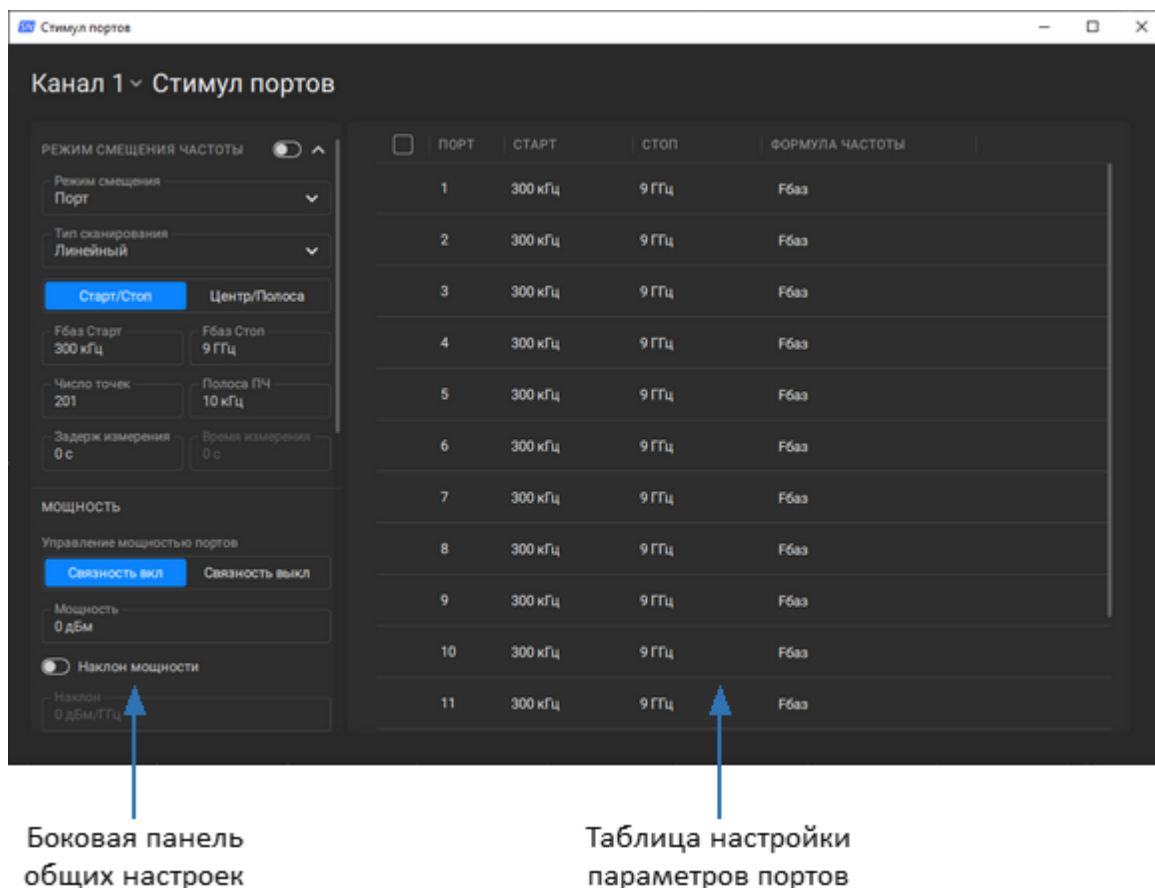 Стимул портов
Канал 1 Стимул портов
РЕЖИМ СМЕЩЕНИЯ ЧАСТОТЫ
Режим смещения
Порт
Тип сканирования
Линейный
Старт/Стоп Центр/Полоса
Fбаз Старт Fбаз Стоп
300 кГц 9 ГГц
Число точек Полоса ПЧ
201 10 кГц
Задерж измерения Время измерения
0 с 0 с
МОЩНОСТЬ
Управление мощностью портов
Связность вкл Связность выкл
Мощность
0 дБм
Наклон мощности
Наклон
0 дБм/ГГц
ПОРТ СТАРТ СТОП ФОРМУЛА ЧАСТОТЫ
1 300 кГц 9 ГГц Fбаз
2 300 кГц 9 ГГц Fбаз
3 300 кГц 9 ГГц Fбаз
4 300 кГц 9 ГГц Fбаз
5 300 кГц 9 ГГц Fбаз
6 300 кГц 9 ГГц Fбаз
7 300 кГц 9 ГГц Fбаз
8 300 кГц 9 ГГц Fбаз
9 300 кГц 9 ГГц Fбаз
10 300 кГц 9 ГГц Fбаз
11 300 кГц 9 ГГц Fбаз
Боковая панель
общих настроек
Таблица настройки
параметров портов